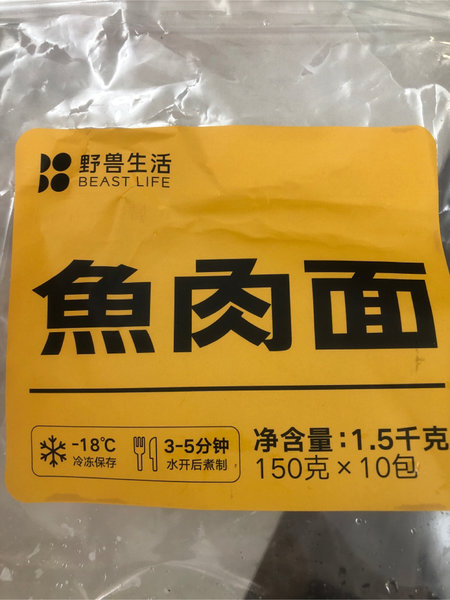 野兽生活
BEAST LIFE
魚肉面
-18℃
冷冻保存
3-5分钟
水开后煮制
净含量:1.5千克
150克×10包